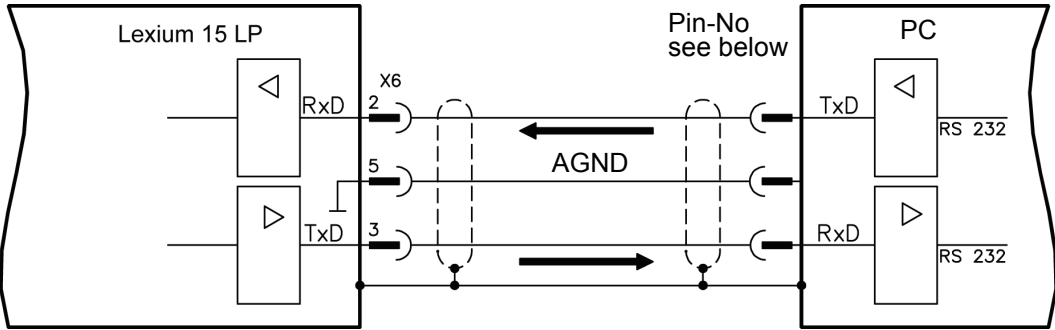 Lexium 15 LP
Pin-No
see below
PC
X6
RxD
2
TxD
RS 232
AGND
5
TxD
3
RxD
RS 232